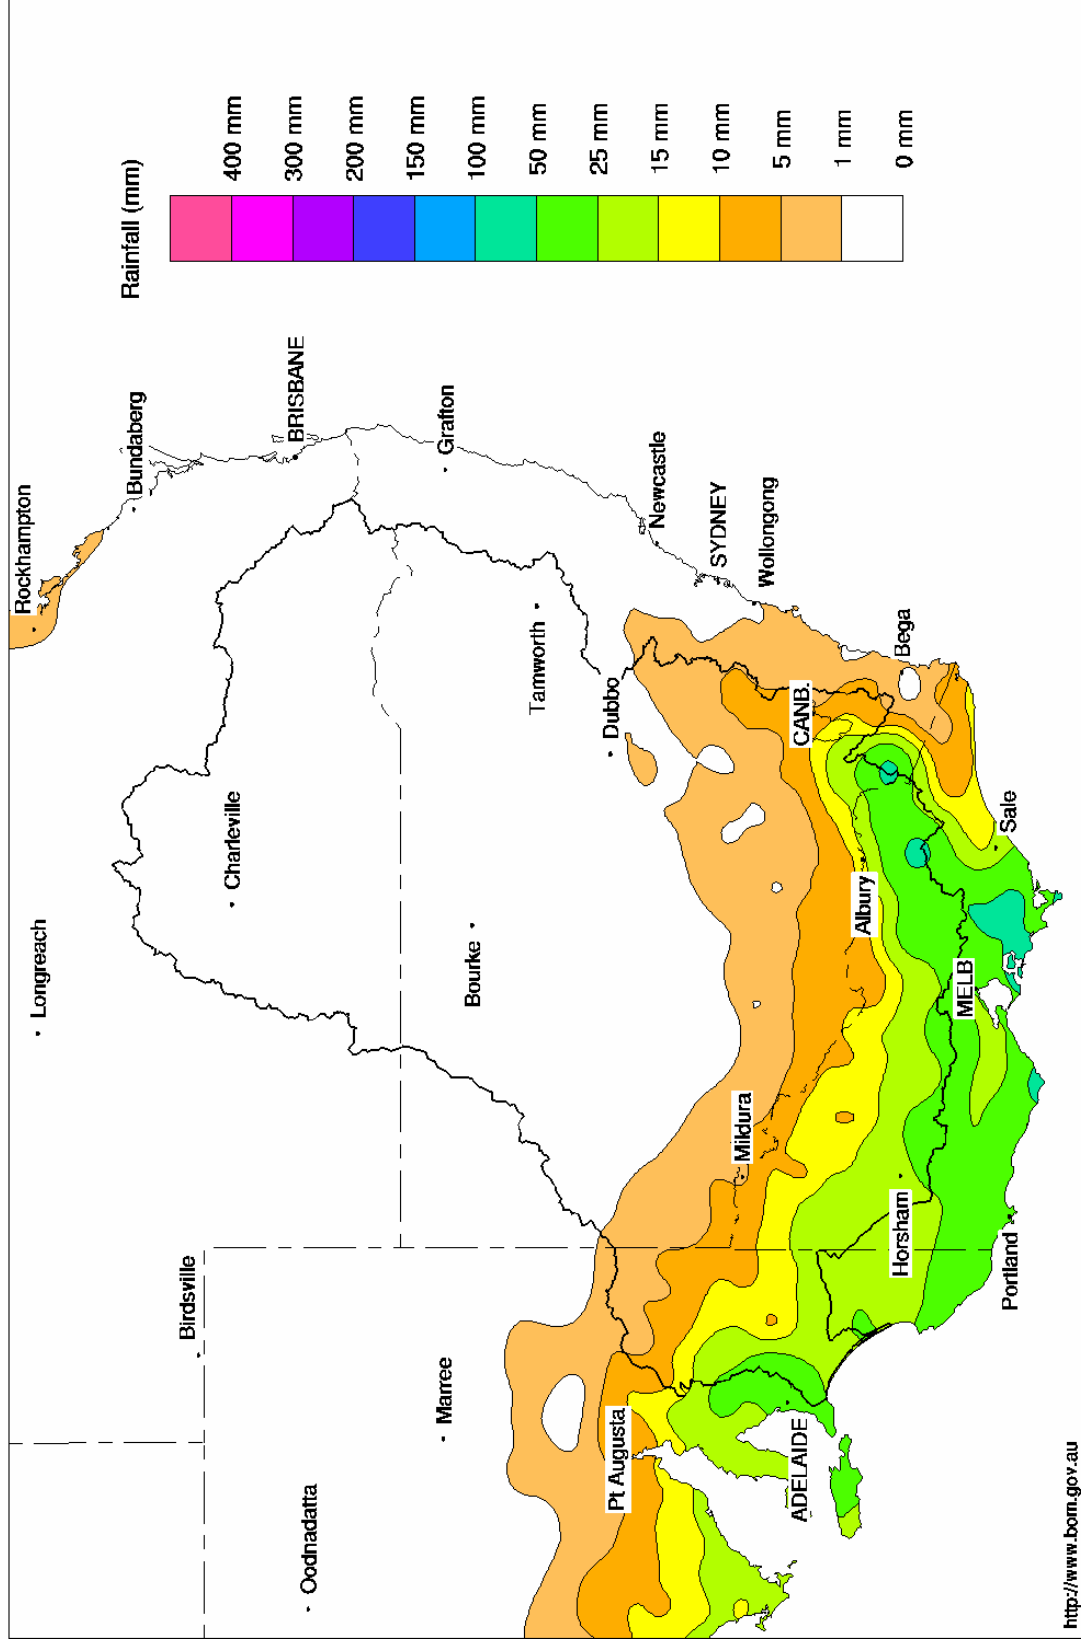 Rainfall (mm)
400 mm
300 mm
200 mm
150 mm
100 mm
50 mm
25 mm
15 mm
10 mm
5 mm
1 mm
0 mm
Longreach
Rockhampton
Bundaberg
Birdsville
Charleville
BRISBANE
Oodnadatta
Marree
Bourke
Grafton
Tamworth
Dubbo
Pt Augusta
Newcastle
SYDNEY
Mildura
Wollongong
ADELAIDE
CANB.
Albury
Horsham
Bega
MELB
Portland
Sale
http://www.bom.gov.au